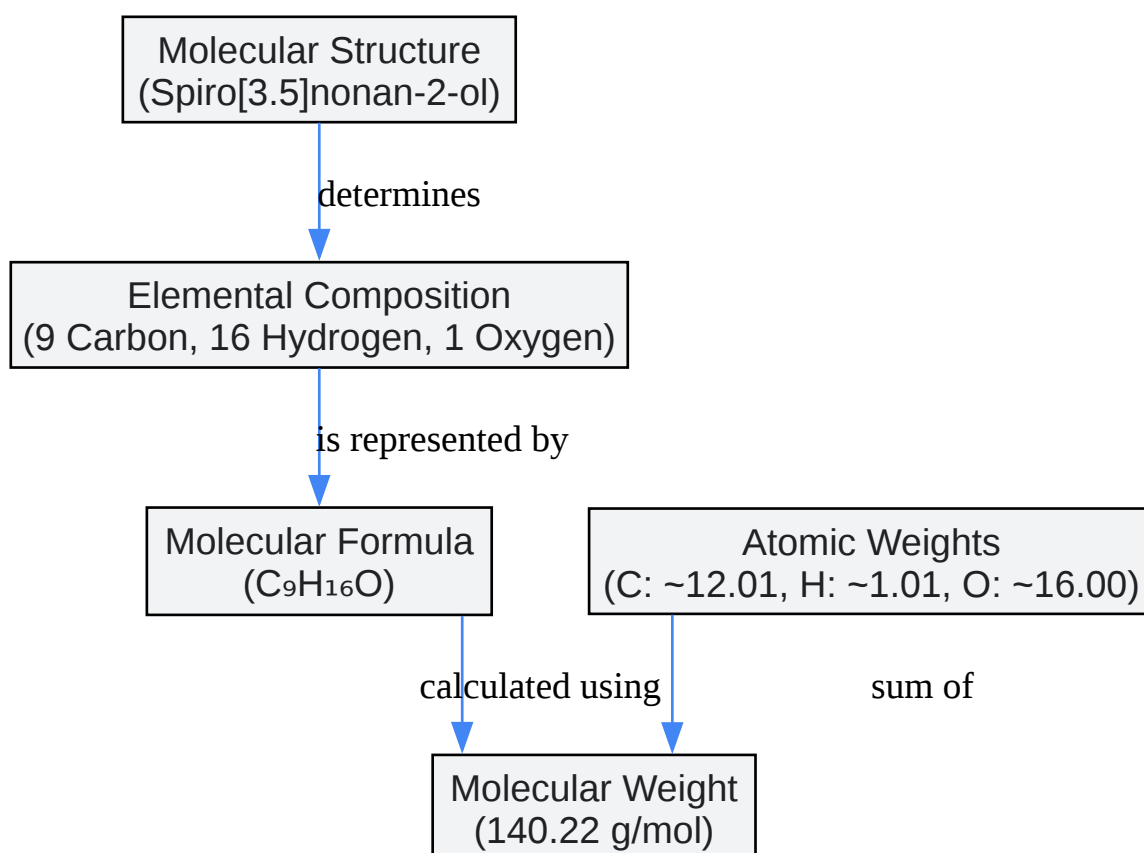 Molecular Structure
(Spiro[3.5]nonan-2-ol)
determines
Elemental Composition
(9 Carbon, 16 Hydrogen, 1 Oxygen)
is represented by
Molecular Formula
(C₉H₁₆O)
Atomic Weights
(C: ~12.01, H: ~1.01, O: ~16.00)
calculated using
sum of
Molecular Weight
(140.22 g/mol)